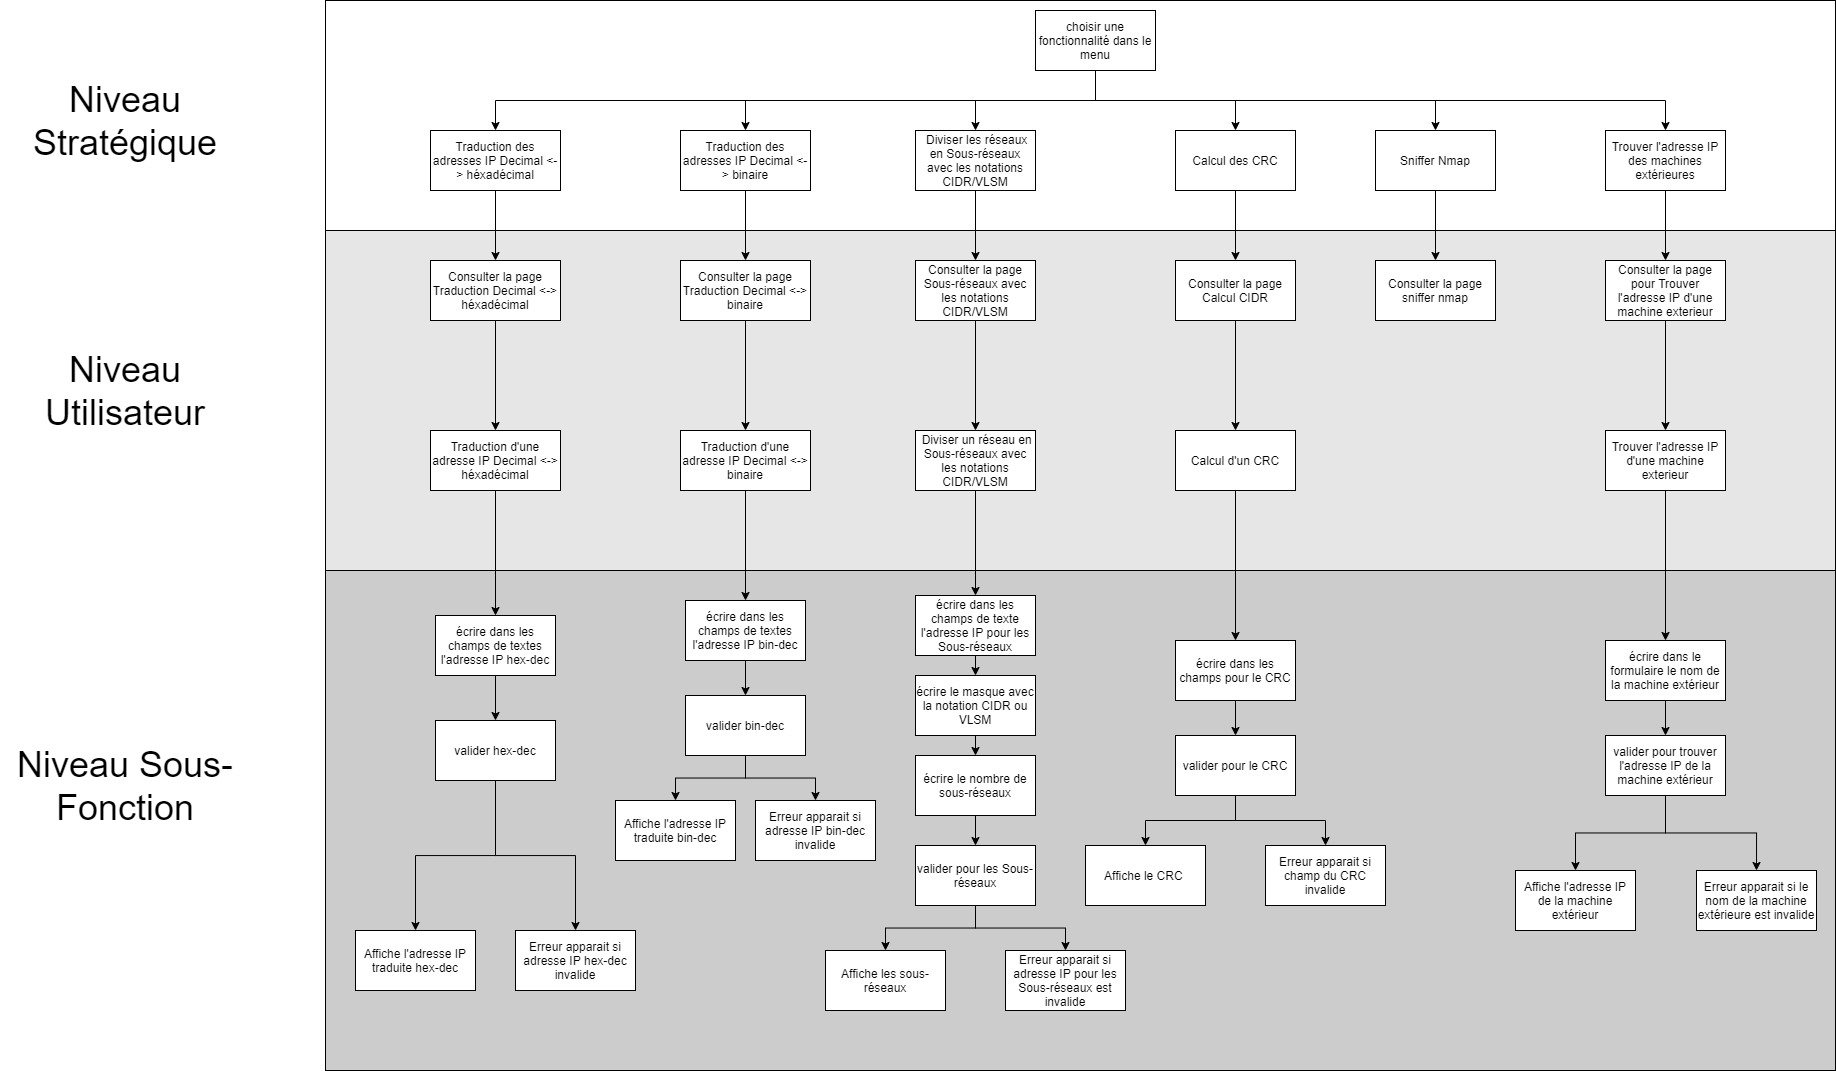 Niveau
Stratégique
choisir une
fonctionnalité dans le
menu
Traduction des
adresses IP Decimal <-
> héxadécimal
Traduction des
adresses IP Decimal <-
> binaire
Diviser les réseaux
en Sous-réseaux
avec les notations
CIDR/VLSM
Calcul des CRC
Sniffer Nmap
Trouver l'adresse IP
des machines
extérieures
Niveau
Utilisateur
Consulter la page
Traduction Decimal <->
héxadécimal
Consulter la page
Traduction Decimal <->
binaire
Consulter la page
Sous-réseaux avec
les notations
CIDR/VLSM
Consulter la page
Calcul CIDR
Consulter la page
sniffer nmap
Consulter la page
pour Trouver
l'adresse IP d'une
machine exterieur
Traduction d'une
adresse IP Decimal <->
héxadécimal
Traduction d'une
adresse IP Decimal <->
binaire
Diviser un réseau en
Sous-réseaux avec
les notations
CIDR/VLSM
Calcul d'un CRC
Trouver l'adresse IP
d'une machine
exterieur
Niveau Sous-
Fonction
écrire dans les
champs de textes
l'adresse IP hex-dec
valider hex-dec
Affiche l'adresse IP
traduite hex-dec
Erreur apparait si
adresse IP hex-dec
invalide
écrire dans les
champs de textes
l'adresse IP bin-dec
valider bin-dec
Affiche l'adresse IP
traduite bin-dec
Erreur apparait si
adresse IP bin-dec
invalide
écrire dans les
champs de texte
l'adresse IP pour les
Sous-réseaux
écrire le masque avec
la notation CIDR ou
VLSM
écrire le nombre de
sous-réseaux
valider pour les Sous-
réseaux
Affiche les sous-
réseaux
Erreur apparait si
adresse IP pour les
Sous-réseaux est
invalide
écrire dans les
champs pour le CRC
valider pour le CRC
Affiche le CRC
Erreur apparait si
champ du CRC
invalide
écrire dans le
formulaire le nom de
la machine extérieur
valider pour trouver
l'adresse IP de la
machine extérieur
Affiche l'adresse IP
de la machine
extérieur
Erreur apparait si le
nom de la machine
extérieure est invalide